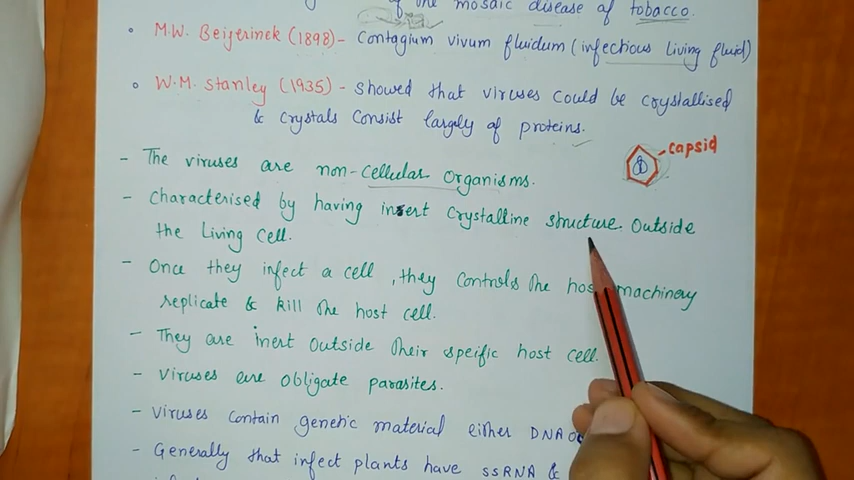 of the mosaic disease of tobacco.
• M.W. Beijerinek (1898) - Contagium vivum fluidum (infectious living fluid)
• W.M. Stanley (1935) - showed that viruses could be crystallised
& crystals consist largely of proteins.
capsid
- The viruses are non-cellular organisms.
- characterised by having inert crystalline structure outside
the living cell.
- Once they infect a cell, they controls the host machinery
replicate & kill the host cell.
- They are inert outside their speific host cell.
- viruses are obligate parasites.
- viruses contain genetic material either DNA
- Generally that infect plants have ssRNA &